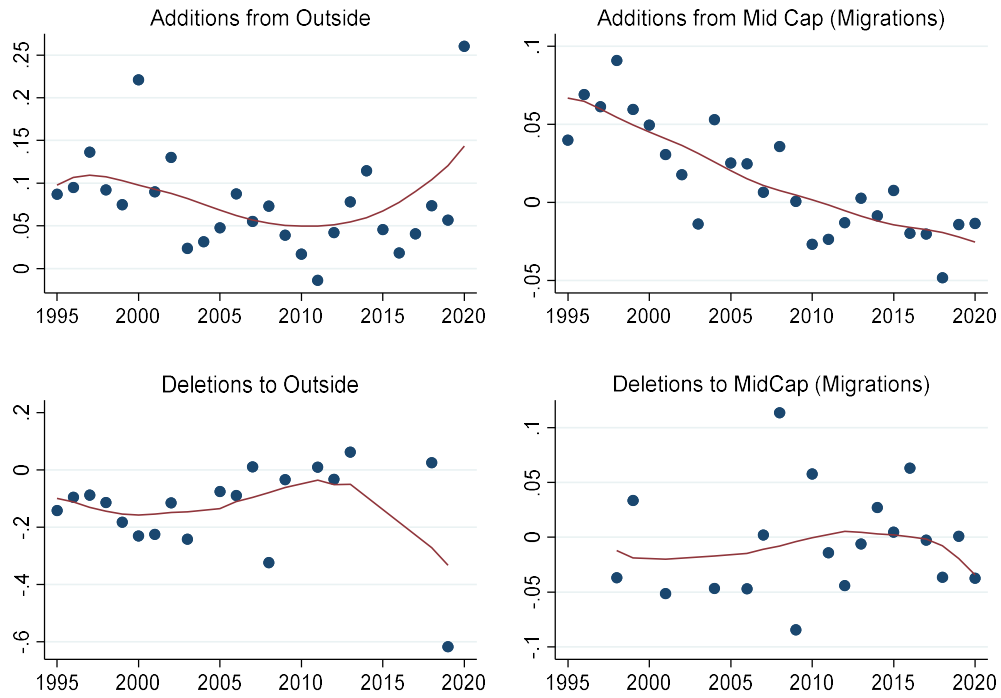 Additions from Outside
.25
.2
.15
.1
.05
0
1995 2000 2005 2010 2015 2020
Additions from Mid Cap (Migrations)
.1
.05
0
-.05
1995 2000 2005 2010 2015 2020
Deletions to Outside
.2
0
-.2
-.4
-.6
1995 2000 2005 2010 2015 2020
Deletions to MidCap (Migrations)
.1
.05
0
-.05
-.1
1995 2000 2005 2010 2015 2020